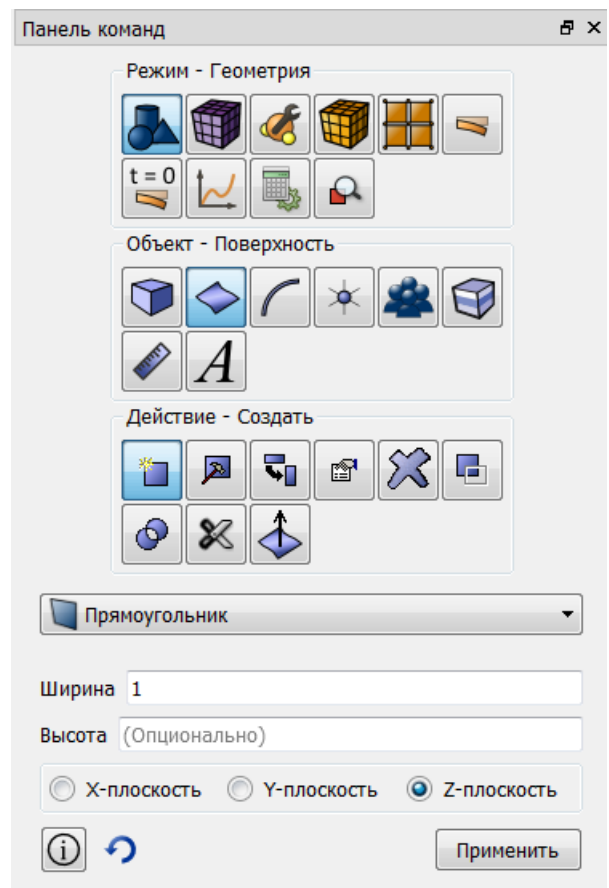 Панель команд
Режим - Геометрия
t = 0
Объект - Поверхность
A
Действие - Создать
Прямоугольник
Ширина 1
Высота (Опционально)
X-плоскость Y-плоскость Z-плоскость
Применить